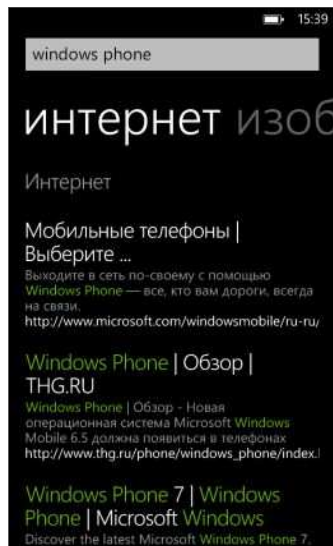 15:39
windows phone
интернет изоб
Интернет
Мобильные телефоны |
Выберите ...
Выходите в сеть по-своему с помощью
Windows Phone — все, кто вам дороги, всегда
на связи.
http://www.microsoft.com/windowsmobile/ru-ru/
Windows Phone | Обзор |
THG.RU
Windows Phone | Обзор - Новая
операционная система Microsoft Windows
Mobile 6.5 должна появиться в телефонах
http://www.thg.ru/phone/windows_phone/index.
Windows Phone 7 | Windows
Phone | Microsoft Windows
Discover the latest Microsoft Windows Phone 7,